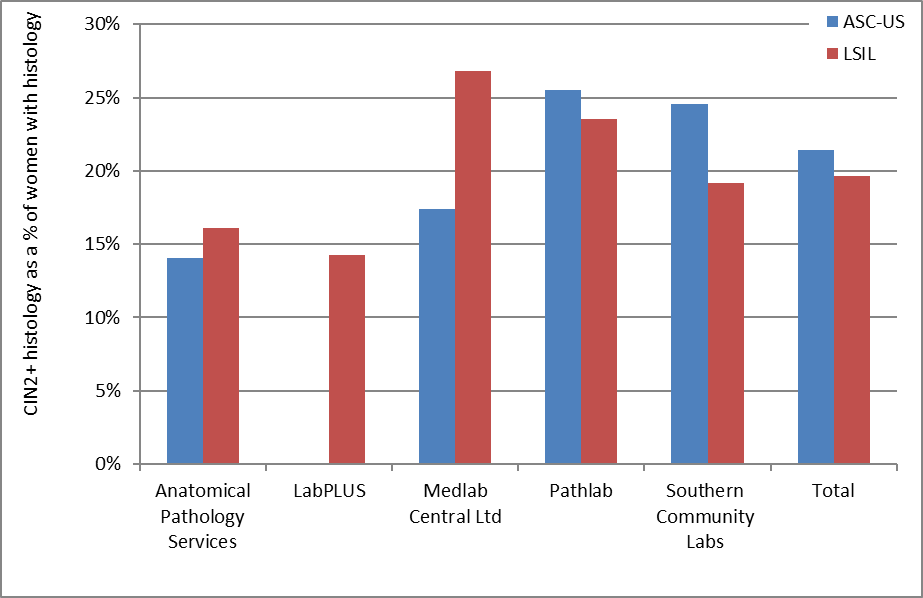 CIN2+ histology as a % of women with histology
30%
25%
20%
15%
10%
5%
0%
ASC-US
LSIL
Anatomical
Pathology
Services
LabPLUS
Medlab
Central Ltd
Pathlab
Southern
Community
Labs
Total